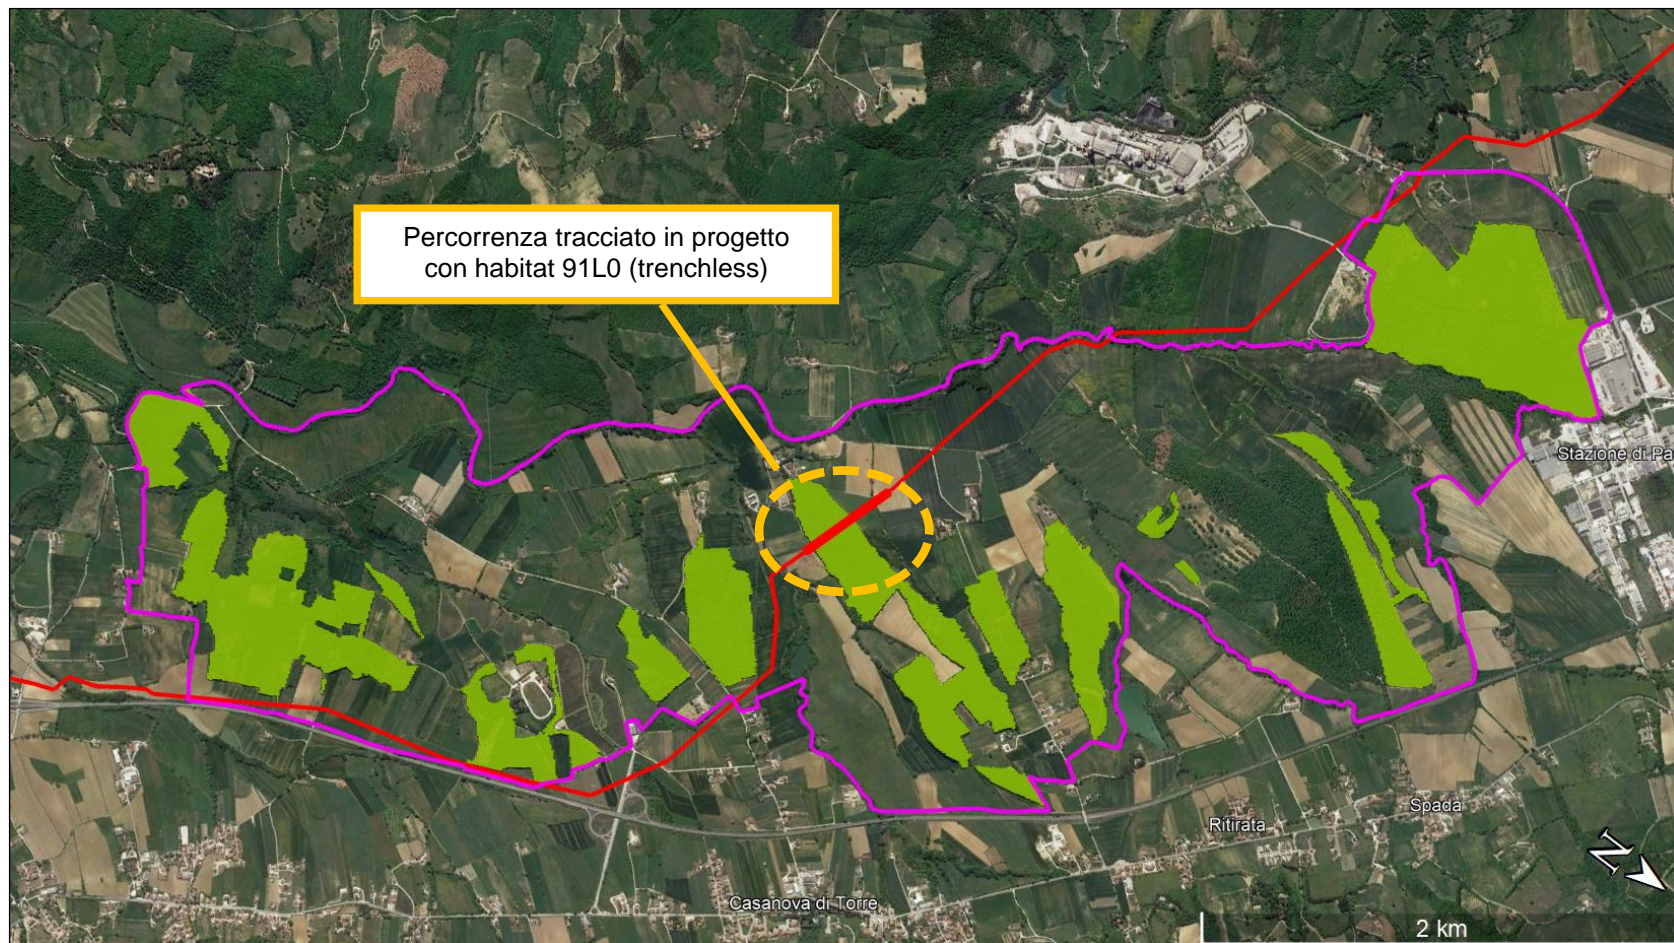 Percorrenza tracciato in progetto
con habitat 91L0 (trenchless)
Stazione di Pa
Spada
Ritirata
Casanova di Torre
N
2 km